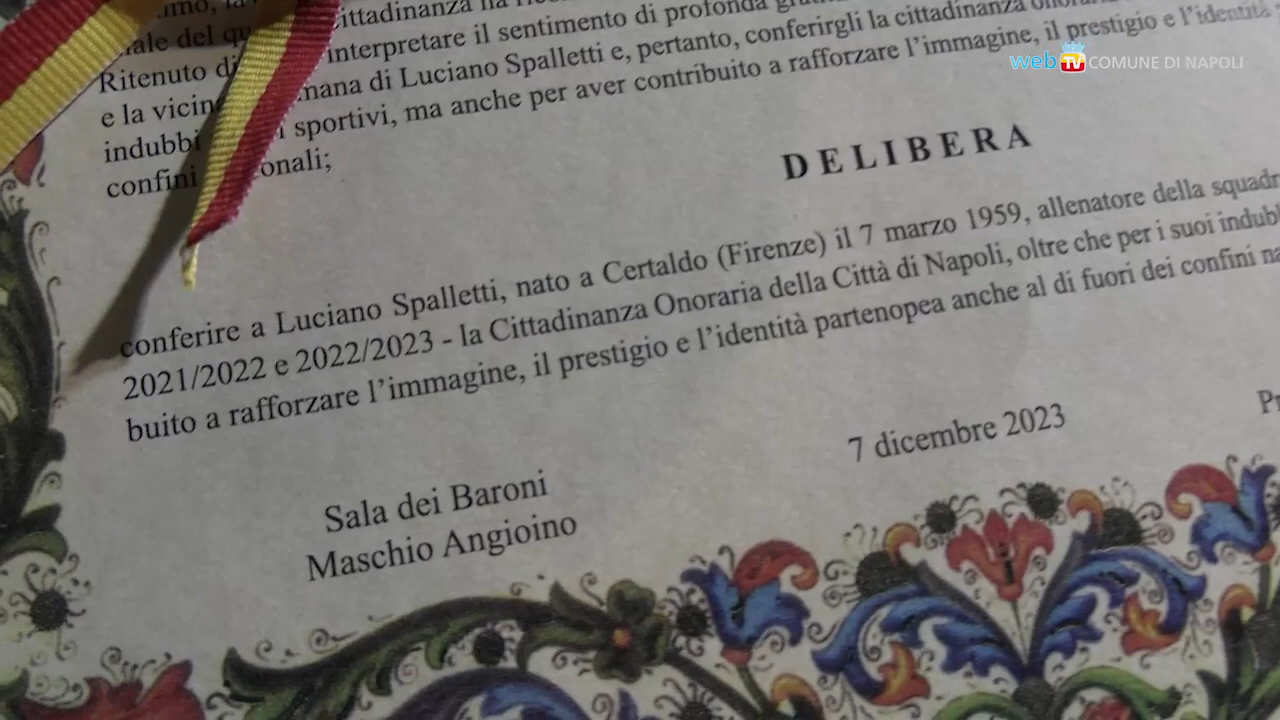 web TV COMUNE DI NAPOLI
cittadinanza ha
interpretare il sentimento di profonda
Ritenuto di Luciano Spalletti e, pertanto, conferirgli la cittadinanza
e la sportivi, ma anche per aver contribuito a rafforzare l’immagine, il prestigio e l’identità
indubbi
confini onali;
DELIBERA
conferire a Luciano Spalletti, nato a Certaldo (Firenze) il 7 marzo 1959, allenatore della squadr
2021/2022 e 2022/2023 - la Cittadinanza Onoraria della Città di Napoli, oltre che per i suoi indub
buito a rafforzare l’immagine, il prestigio e l’identità partenopea anche al di fuori dei confini na
7 dicembre 2023
Sala dei Baroni
Maschio Angioino